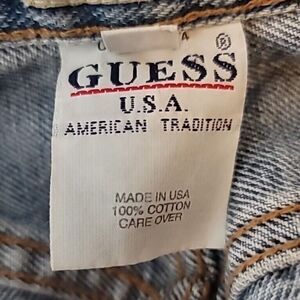 GUESS ®
U.S.A.
AMERICAN TRADITION
MADE IN USA
100% COTTON
CARE OVER